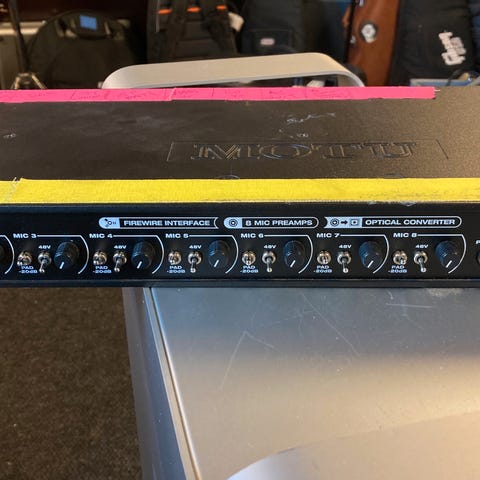 MOTU
FIREWIRE INTERFACE 8 MIC PREAMPS OPTICAL CONVERTER
MIC 3 MIC 4 MIC 5 MIC 6 MIC 7 MIC 8
48V 48V 48V 48V 48V 48V
PAD PAD PAD PAD PAD PAD
-20dB -20dB -20dB -20dB -20dB -20dB